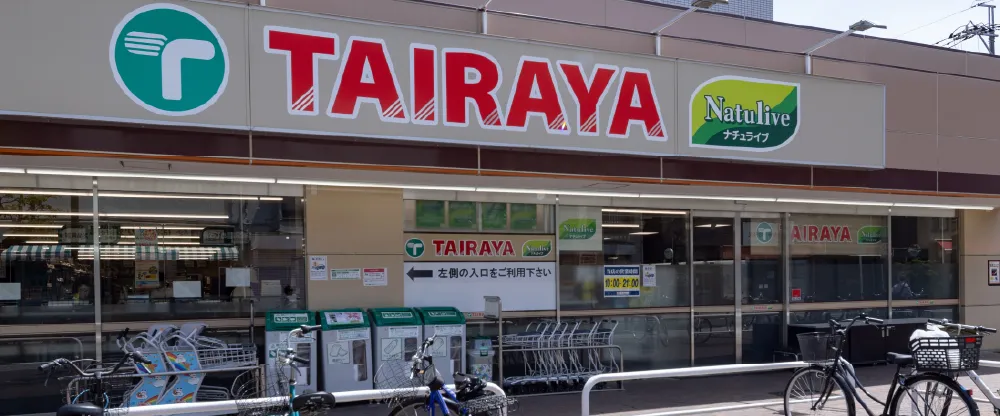 TAIRAYA
Natulive
ナチュライブ
TAIRAYA Natulive
左側の入口をご利用下さい
TAIRAYA
10:00-21:00